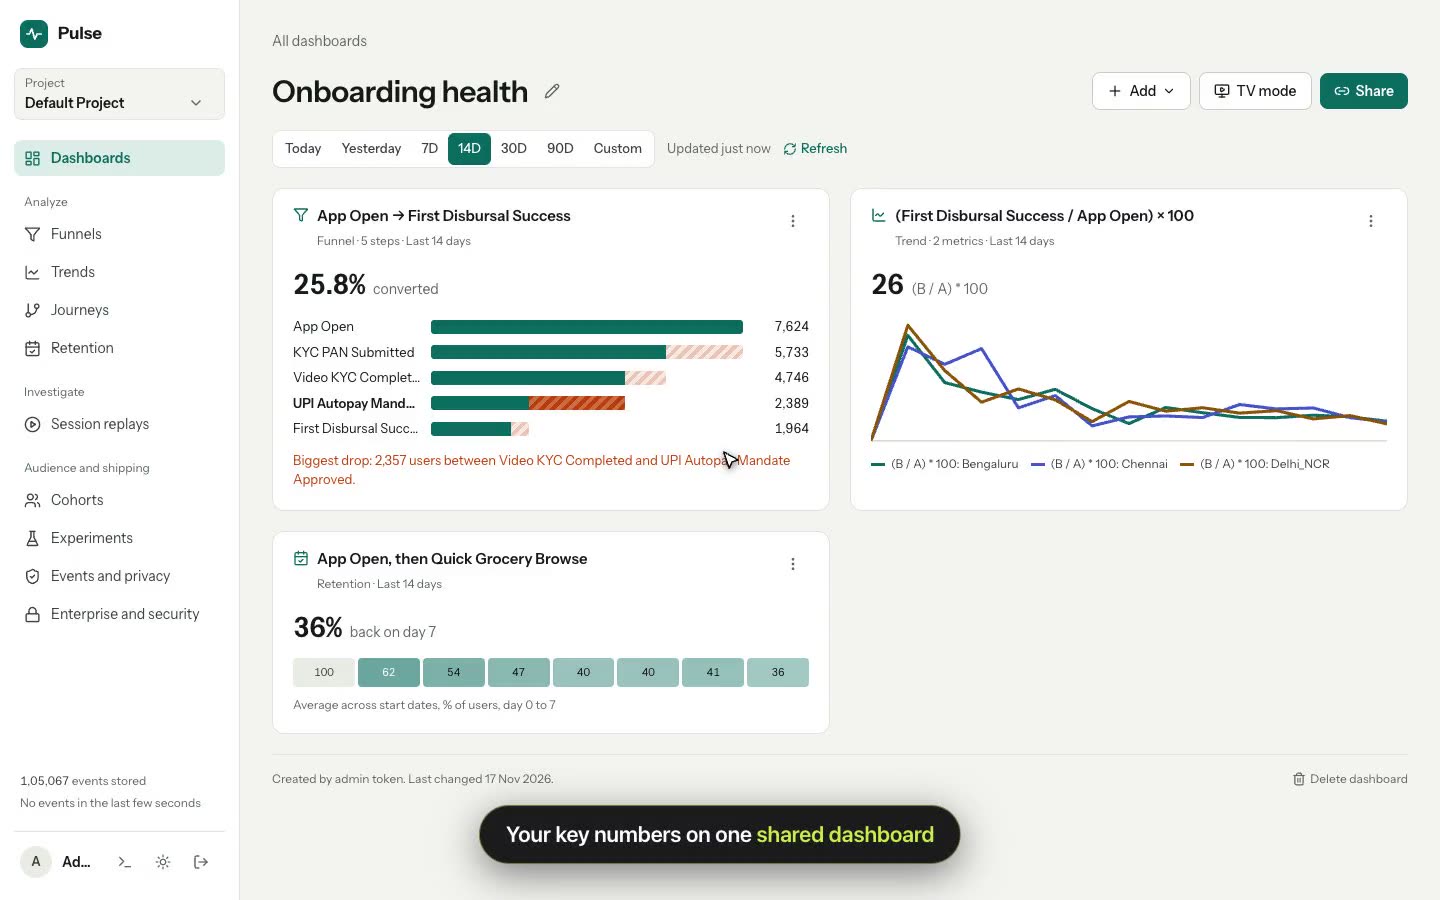 Pulse
Project
Default Project
Dashboards
Analyze
Funnels
Trends
Journeys
Retention
Investigate
Session replays
Audience and shipping
Cohorts
Experiments
Events and privacy
Enterprise and security
1,05,067 events stored
No events in the last few seconds
A Ad...
All dashboards
Onboarding health
Add
TV mode
Share
Today Yesterday 7D 14D 30D 90D Custom Updated just now Refresh
App Open → First Disbursal Success
Funnel · 5 steps · Last 14 days
25.8% converted
App Open 7,624
KYC PAN Submitted 5,733
Video KYC Complet... 4,746
UPI Autopay Mand... 2,389
First Disbursal Succ... 1,964
Biggest drop: 2,357 users between Video KYC Completed and UPI Autopay Mandate
Approved.
(First Disbursal Success / App Open) × 100
Trend · 2 metrics · Last 14 days
26 (B / A) * 100
(B / A) * 100: Bengaluru (B / A) * 100: Chennai (B / A) * 100: Delhi_NCR
App Open, then Quick Grocery Browse
Retention · Last 14 days
36% back on day 7
100 62 54 47 40 40 41 36
Average across start dates, % of users, day 0 to 7
Created by admin token. Last changed 17 Nov 2026.
Delete dashboard
Your key numbers on one shared dashboard